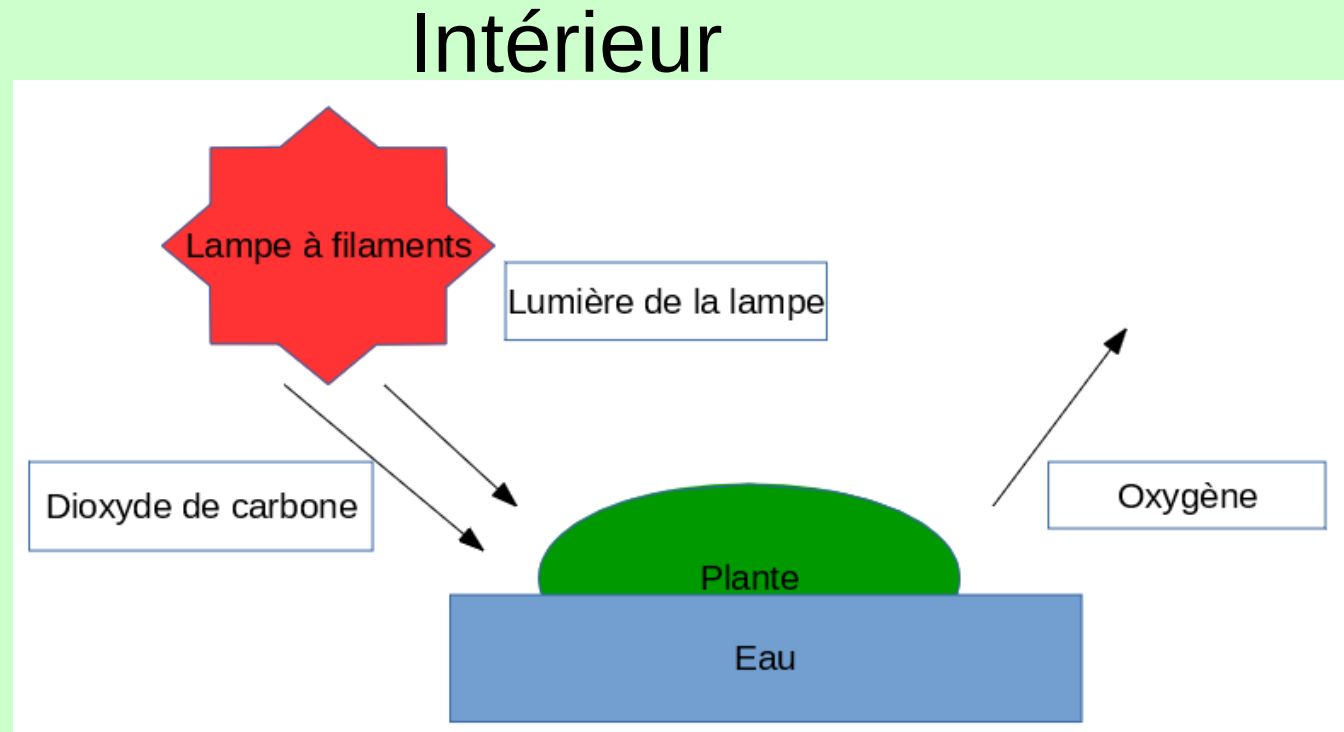 Intérieur
Lampe à filaments
Lumière de la lampe
Dioxyde de carbone
Oxygène
Plante
Eau